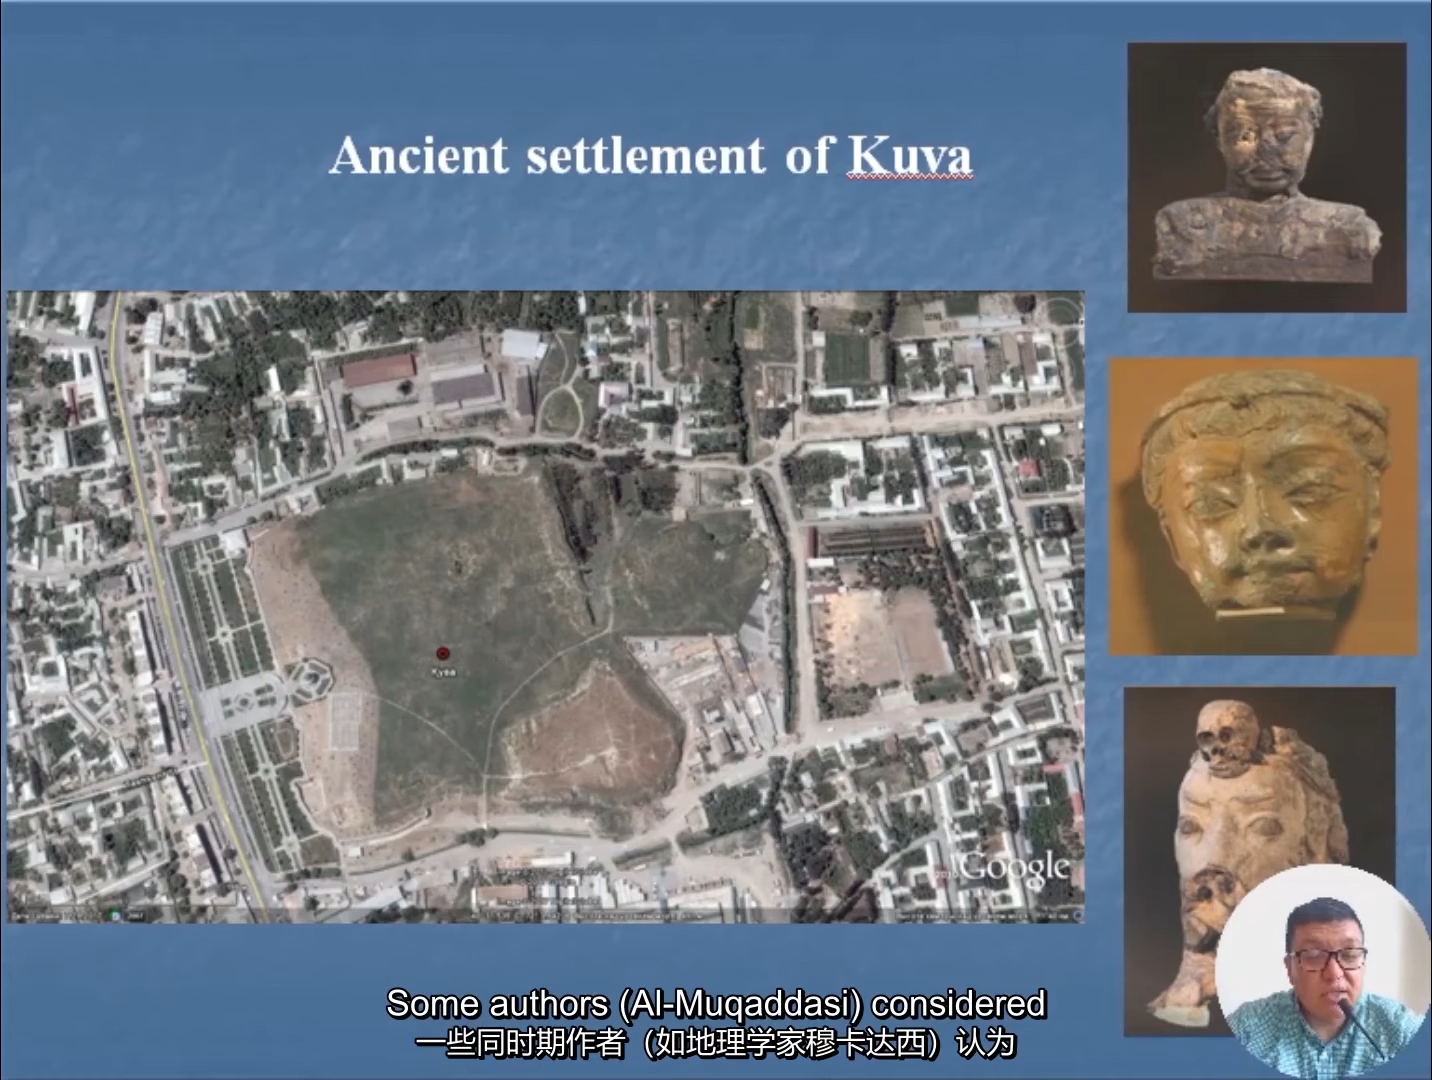 Ancient settlement of Kuva
Кува
Google
Some authors (Al-Muqaddasi) considered
一些同时期作者（如地理学家穆卡达西）认为